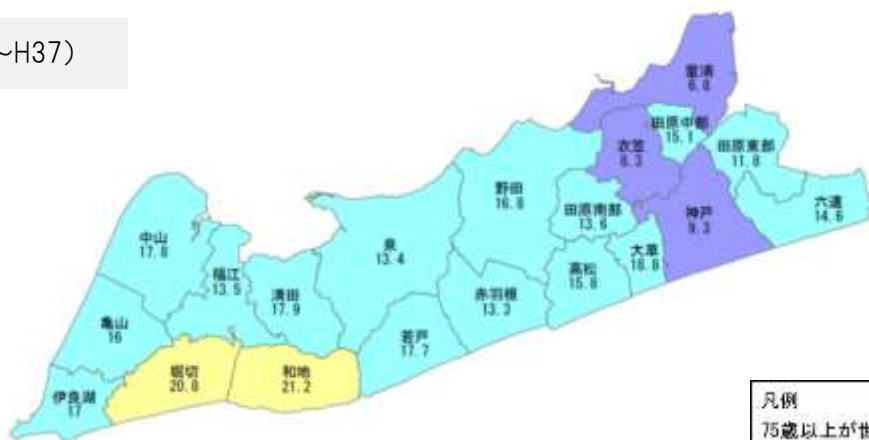 ～H37)
童浦
6.8
田原中部
15.1
衣笠
8.3
田原東部
11.8
野田
16.8
六連
14.6
田原南部
13.6
神戸
9.3
中山
17.8
泉
13.4
大草
18.8
福江
13.5
高松
15.8
清田
17.9
赤羽根
13.3
亀山
16
若戸
17.7
堀切
20.8
和地
21.2
伊良湖
17
凡例
75歳以上が世